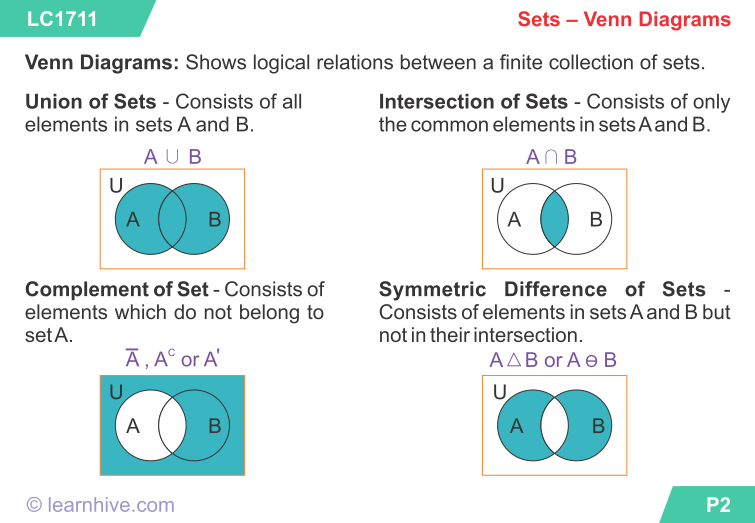 LC1711
Sets – Venn Diagrams
Venn Diagrams: Shows logical relations between a finite collection of sets.
Union of Sets - Consists of all
elements in sets A and B.
A ∪ B
U
A
B
Intersection of Sets - Consists of only
the common elements in sets A and B.
A ∩ B
U
A
B
Complement of Set - Consists of
elements which do not belong to
set A.
A̅ , Aᶜ or A'
U
A
B
Symmetric Difference of Sets -
Consists of elements in sets A and B but
not in their intersection.
A △ B or A ⊖ B
U
A
B
© learnhive.com
P2